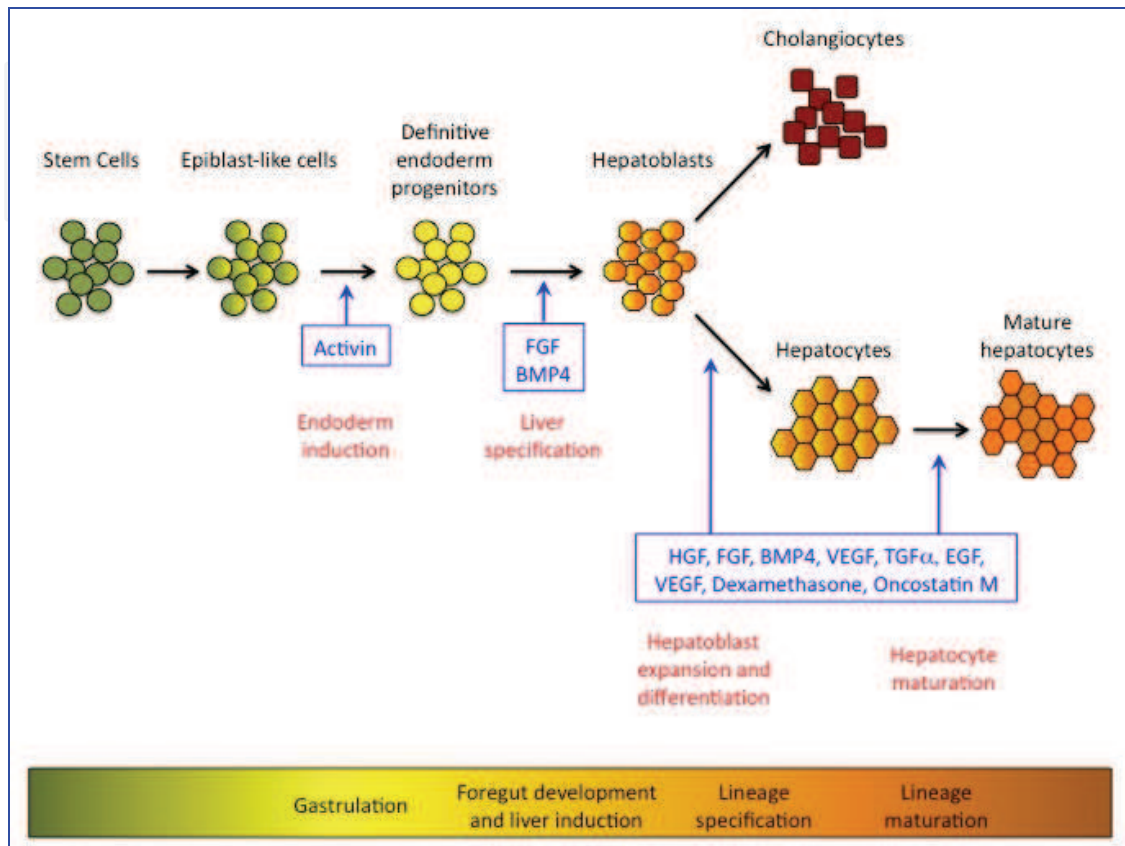 Cholangiocytes
Stem Cells
Epiblast-like cells
Definitive
endoderm
progenitors
Hepatoblasts
Activin
FGF
BMP4
Endoderm
induction
Liver
specification
Hepatocytes
Mature
hepatocytes
HGF, FGF, BMP4, VEGF, TGFα, EGF,
VEGF, Dexamethasone, Oncostatin M
Hepatoblast
expansion and
differentiation
Hepatocyte
maturation
Gastrulation
Foregut development
and liver induction
Lineage
specification
Lineage
maturation